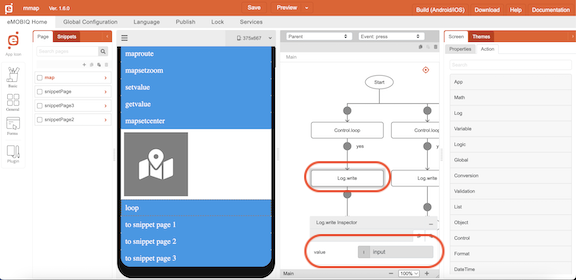 mmap Ver. 1.6.0 Save Preview Build (Android/iOS) Download Help
eMOBIQ Home Global Configuration Language Publish Lock Services Documentation
Page Snippets
App Icon
Basic
General
Probes
Plugin
map
snippetPage
snippetPage3
snippetPage2
375x667
maproute
mapsetzoom
setvalue
getvalue
mapsetcenter
loop
to snippet page 1
to snippet page 2
to snippet page 3
Parent Event: press
Main
Start
Control.loop Control.loop
yes yes
Log.write Log.write
Log.write Inspector
value input
Main 100%
Screen Themes
Properties Action
App
Math
Log
Variable
Logic
Global
Conversion
Validation
List
Object
Control
Format
DateTime